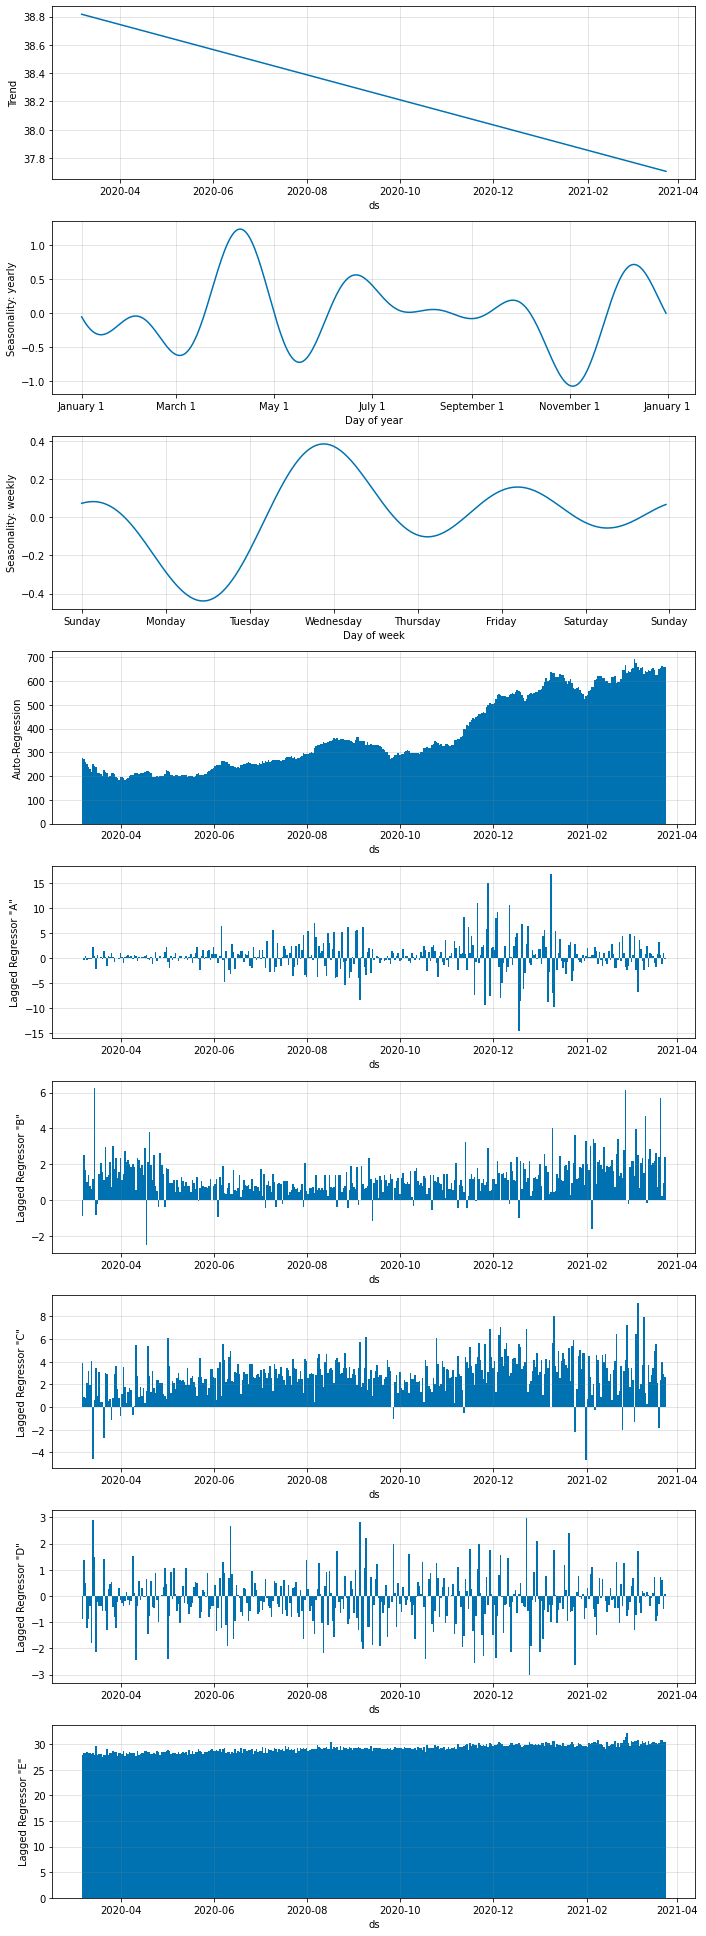 Trend
38.8
38.6
38.4
38.2
38.0
37.8
2020-04 2020-06 2020-08 2020-10 2020-12 2021-02 2021-04
ds
Seasonality: yearly
1.0
0.5
0.0
−0.5
−1.0
January 1 March 1 May 1 July 1 September 1 November 1 January 1
Day of year
Seasonality: weekly
0.4
0.2
0.0
−0.2
−0.4
Sunday Monday Tuesday Wednesday Thursday Friday Saturday Sunday
Day of week
Auto-Regression
700
600
500
400
300
200
100
0
2020-04 2020-06 2020-08 2020-10 2020-12 2021-02 2021-04
ds
Lagged Regressor "A"
15
10
5
0
−5
−10
−15
2020-04 2020-06 2020-08 2020-10 2020-12 2021-02 2021-04
ds
Lagged Regressor "B"
6
4
2
0
−2
2020-04 2020-06 2020-08 2020-10 2020-12 2021-02 2021-04
ds
Lagged Regressor "C"
8
6
4
2
0
−2
−4
2020-04 2020-06 2020-08 2020-10 2020-12 2021-02 2021-04
ds
Lagged Regressor "D"
3
2
1
0
−1
−2
−3
2020-04 2020-06 2020-08 2020-10 2020-12 2021-02 2021-04
ds
Lagged Regressor "E"
30
25
20
15
10
5
0
2020-04 2020-06 2020-08 2020-10 2020-12 2021-02 2021-04
ds